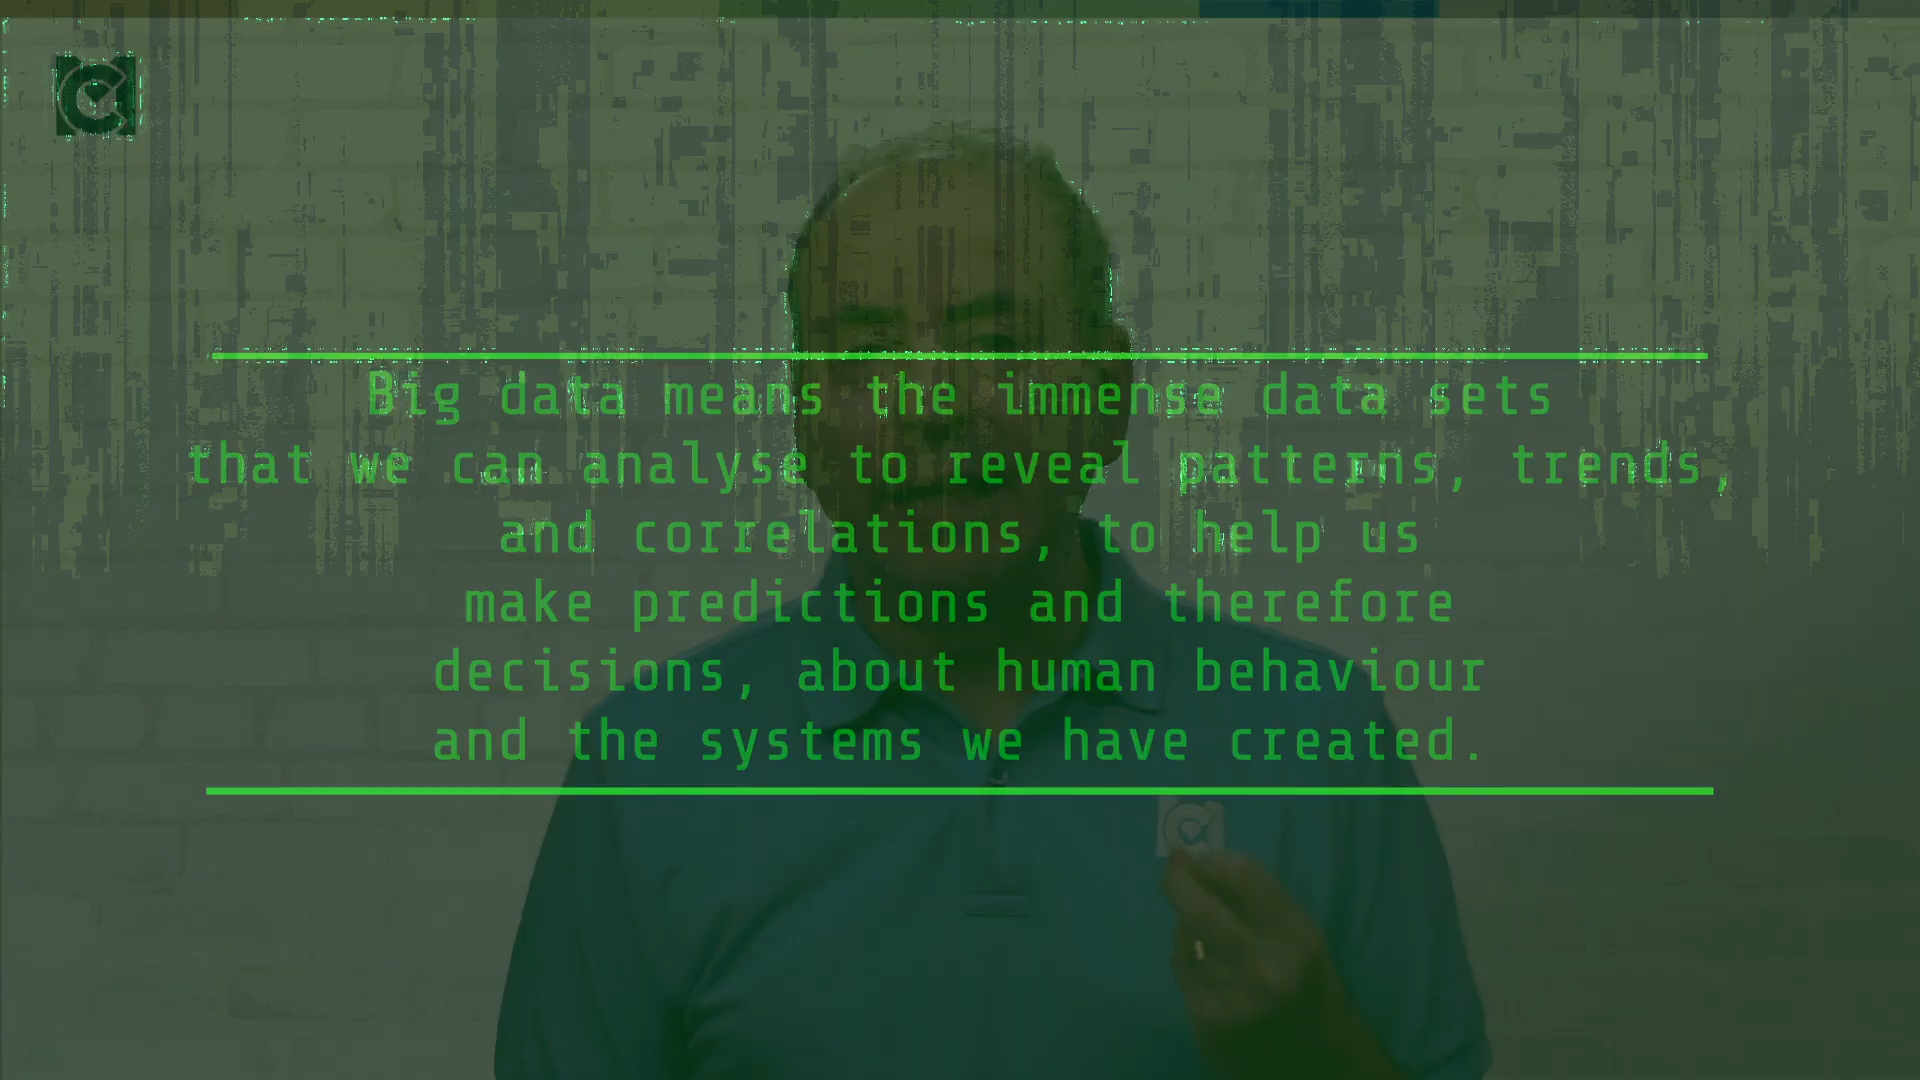 Big data means the immense data sets
that we can analyse to reveal patterns, trends,
and correlations, to help us
make predictions and therefore
decisions, about human behaviour
and the systems we have created.